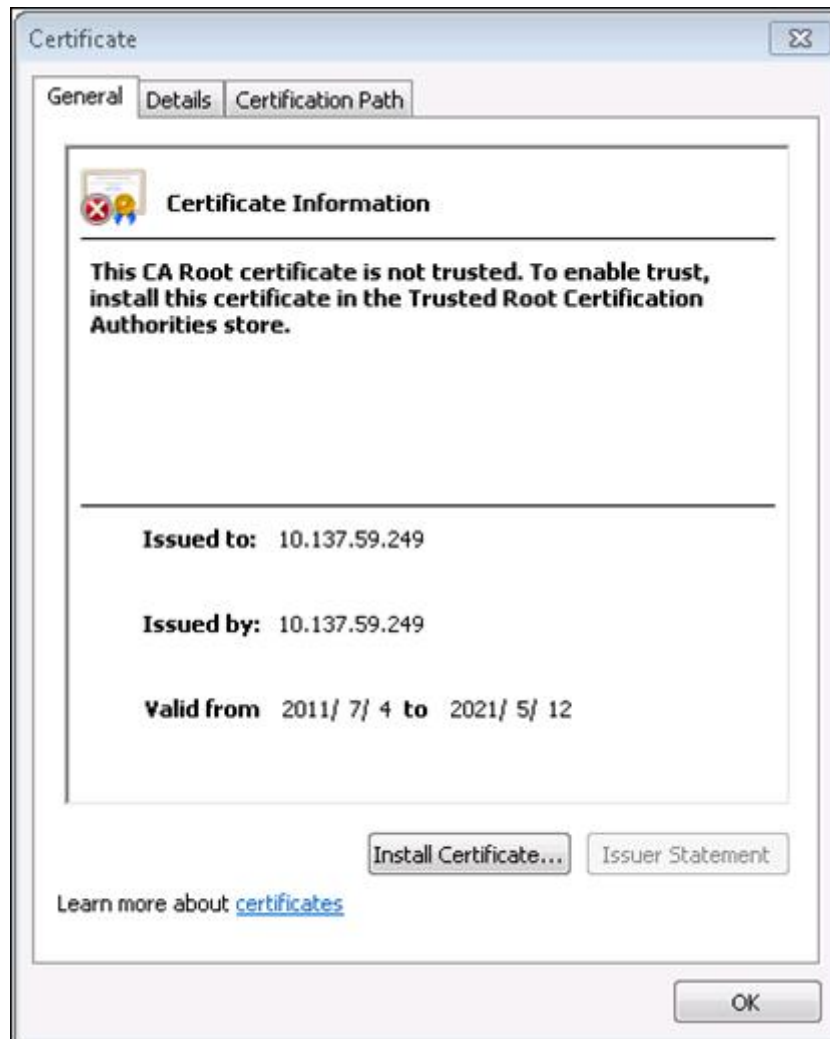 Certificate
General Details Certification Path
Certificate Information
This CA Root certificate is not trusted. To enable trust,
install this certificate in the Trusted Root Certification
Authorities store.
Issued to: 10.137.59.249
Issued by: 10.137.59.249
Valid from 2011/ 7/ 4 to 2021/ 5/ 12
Install Certificate... Issuer Statement
Learn more about certificates
OK